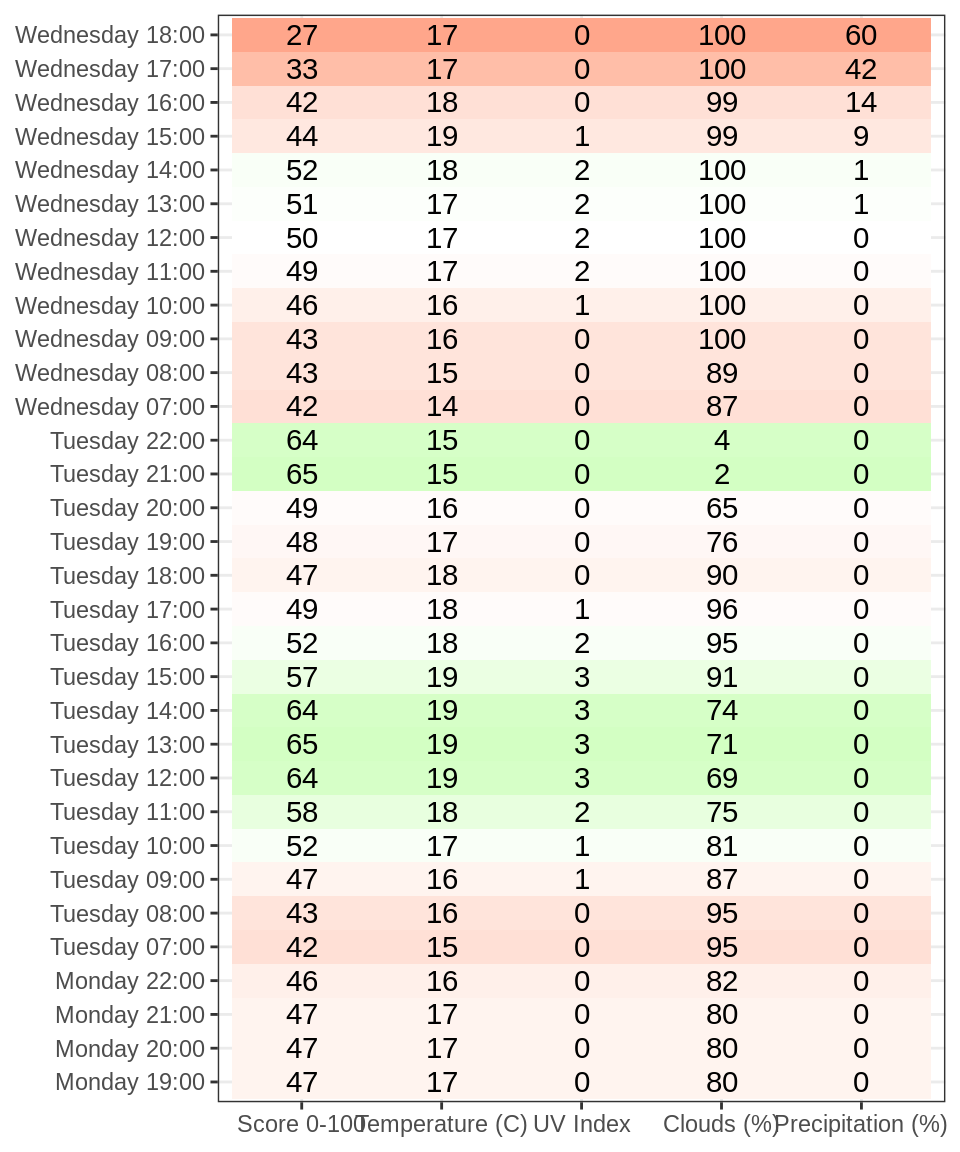 Wednesday 18:00 27 17 0 100 60
Wednesday 17:00 33 17 0 100 42
Wednesday 16:00 42 18 0 99 14
Wednesday 15:00 44 19 1 99 9
Wednesday 14:00 52 18 2 100 1
Wednesday 13:00 51 17 2 100 1
Wednesday 12:00 50 17 2 100 0
Wednesday 11:00 49 17 2 100 0
Wednesday 10:00 46 16 1 100 0
Wednesday 09:00 43 16 0 100 0
Wednesday 08:00 43 15 0 89 0
Wednesday 07:00 42 14 0 87 0
Tuesday 22:00 64 15 0 4 0
Tuesday 21:00 65 15 0 2 0
Tuesday 20:00 49 16 0 65 0
Tuesday 19:00 48 17 0 76 0
Tuesday 18:00 47 18 0 90 0
Tuesday 17:00 49 18 1 96 0
Tuesday 16:00 52 18 2 95 0
Tuesday 15:00 57 19 3 91 0
Tuesday 14:00 64 19 3 74 0
Tuesday 13:00 65 19 3 71 0
Tuesday 12:00 64 19 3 69 0
Tuesday 11:00 58 18 2 75 0
Tuesday 10:00 52 17 1 81 0
Tuesday 09:00 47 16 1 87 0
Tuesday 08:00 43 16 0 95 0
Tuesday 07:00 42 15 0 95 0
Monday 22:00 46 16 0 82 0
Monday 21:00 47 17 0 80 0
Monday 20:00 47 17 0 80 0
Monday 19:00 47 17 0 80 0
Score 0-100 Temperature (C) UV Index Clouds (%) Precipitation (%)